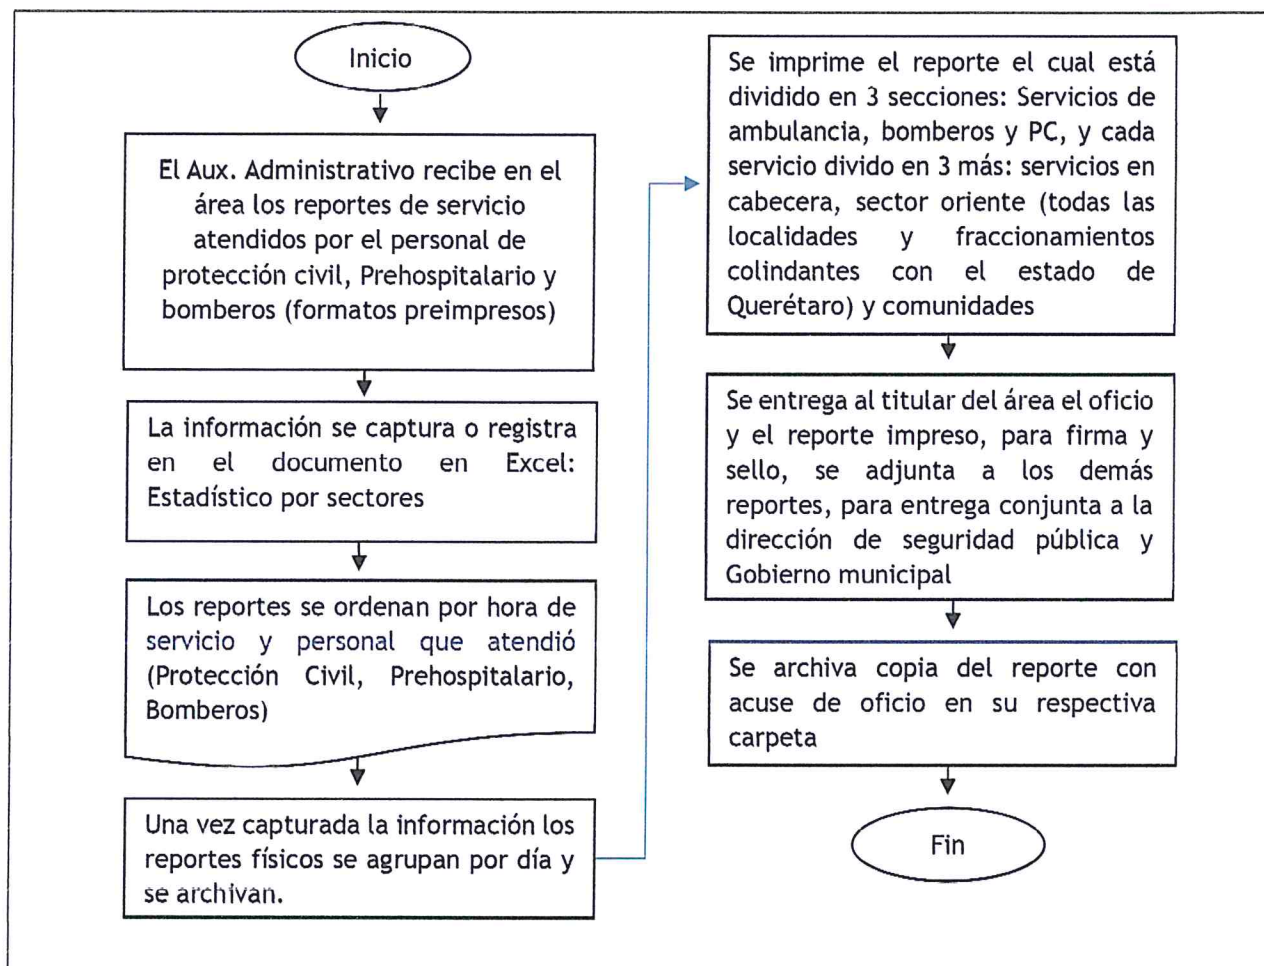 Inicio
El Aux. Administrativo recibe en el
área los reportes de servicio
atendidos por el personal de
protección civil, Prehospitalario y
bomberos (formatos preimpresos)
La información se captura o registra
en el documento en Excel:
Estadístico por sectores
Los reportes se ordenan por hora de
servicio y personal que atendió
(Protección Civil, Prehospitalario,
Bomberos)
Una vez capturada la información los
reportes físicos se agrupan por día y
se archivan.
Se imprime el reporte el cual está
dividido en 3 secciones: Servicios de
ambulancia, bomberos y PC, y cada
servicio divido en 3 más: servicios en
cabecera, sector oriente (todas las
localidades y fraccionamientos
colindantes con el estado de
Querétaro) y comunidades
Se entrega al titular del área el oficio
y el reporte impreso, para firma y
sello, se adjunta a los demás
reportes, para entrega conjunta a la
dirección de seguridad pública y
Gobierno municipal
Se archiva copia del reporte con
acuse de oficio en su respectiva
carpeta
Fin